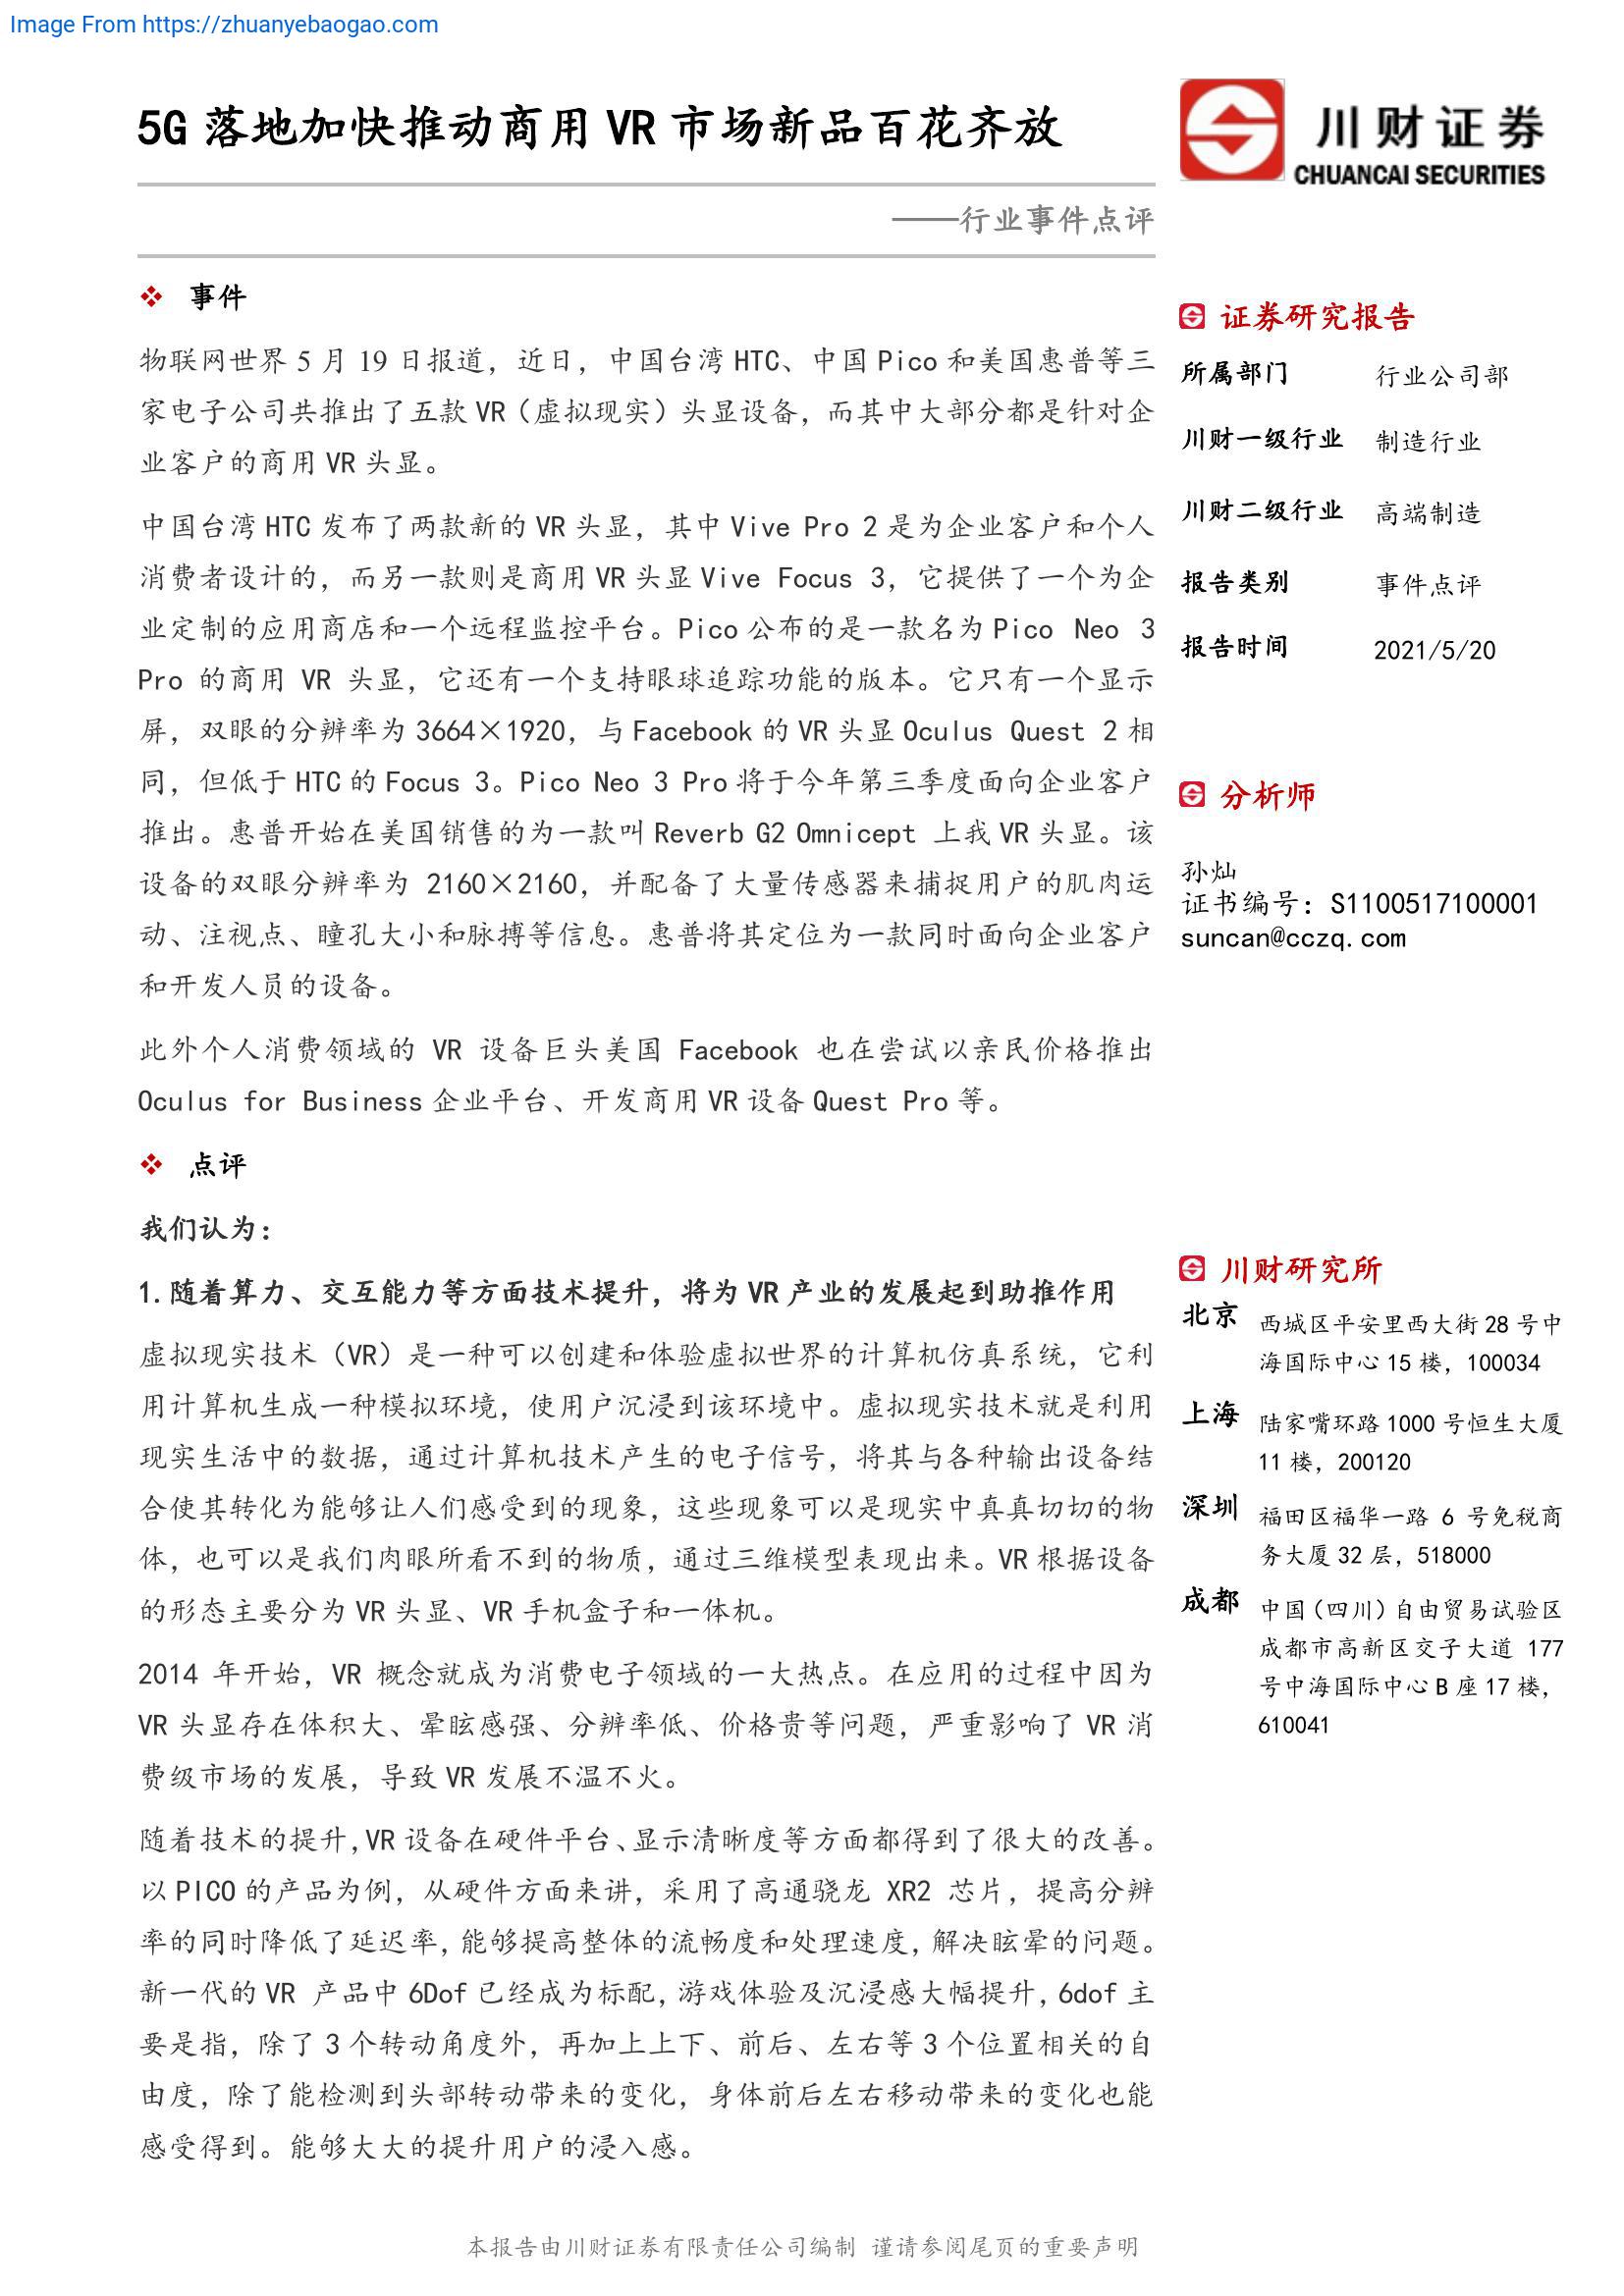 Image From https://zhuanyebaogao.com
5G 落地加快推动商用 VR 市场新品百花齐放
川财证券
CHUANCAI SECURITIES
——行业事件点评
❖ 事件
物联网世界 5 月 19 日报道，近日，中国台湾 HTC、中国 Pico 和美国惠普等三
家电子公司共推出了五款 VR（虚拟现实）头显设备，而其中大部分都是针对企
业客户的商用 VR 头显。
中国台湾 HTC 发布了两款新的 VR 头显，其中 Vive Pro 2 是为企业客户和个人
消费者设计的，而另一款则是商用 VR 头显 Vive Focus 3，它提供了一个为企
业定制的应用商店和一个远程监控平台。Pico 公布的是一款名为 Pico Neo 3
Pro 的商用 VR 头显，它还有一个支持眼球追踪功能的版本。它只有一个显示
屏，双眼的分辨率为 3664×1920，与 Facebook 的 VR 头显 Oculus Quest 2 相
同，但低于 HTC 的 Focus 3。Pico Neo 3 Pro 将于今年第三季度面向企业客户
推出。惠普开始在美国销售的为一款叫 Reverb G2 Omnicept 上我 VR 头显。该
设备的双眼分辨率为 2160×2160，并配备了大量传感器来捕捉用户的肌肉运
动、注视点、瞳孔大小和脉搏等信息。惠普将其定位为一款同时面向企业客户
和开发人员的设备。
此外个人消费领域的 VR 设备巨头美国 Facebook 也在尝试以亲民价格推出
Oculus for Business 企业平台、开发商用 VR 设备 Quest Pro 等。
❖ 点评
我们认为：
1.随着算力、交互能力等方面技术提升，将为 VR 产业的发展起到助推作用
虚拟现实技术（VR）是一种可以创建和体验虚拟世界的计算机仿真系统，它利
用计算机生成一种模拟环境，使用户沉浸到该环境中。虚拟现实技术就是利用
现实生活中的数据，通过计算机技术产生的电子信号，将其与各种输出设备结
合使其转化为能够让人们感受到的现象，这些现象可以是现实中真真切切的物
体，也可以是我们肉眼所看不到的物质，通过三维模型表现出来。VR 根据设备
的形态主要分为 VR 头显、VR 手机盒子和一体机。
2014 年开始，VR 概念就成为消费电子领域的一大热点。在应用的过程中因为
VR 头显存在体积大、晕眩感强、分辨率低、价格贵等问题，严重影响了 VR 消
费级市场的发展，导致 VR 发展不温不火。
随着技术的提升，VR 设备在硬件平台、显示清晰度等方面都得到了很大的改善。
以 PICO 的产品为例，从硬件方面来讲，采用了高通骁龙 XR2 芯片，提高分辨
率的同时降低了延迟率，能够提高整体的流畅度和处理速度，解决眩晕的问题。
新一代的 VR 产品中 6Dof 已经成为标配，游戏体验及沉浸感大幅提升，6dof 主
要是指，除了 3 个转动角度外，再加上上下、前后、左右等 3 个位置相关的自
由度，除了能检测到头部转动带来的变化，身体前后左右移动带来的变化也能
感受得到。能够大大的提升用户的浸入感。
证券研究报告
所属部门 行业公司部
川财一级行业 制造行业
川财二级行业 高端制造
报告类别 事件点评
报告时间 2021/5/20
分析师
孙灿
证书编号：S1100517100001
suncan@cczq.com
川财研究所
北京 西城区平安里西大街 28 号中
海国际中心 15 楼，100034
上海 陆家嘴环路 1000 号恒生大厦
11 楼，200120
深圳 福田区福华一路 6 号免税商
务大厦 32 层，518000
成都 中国（四川）自由贸易试验区
成都市高新区交子大道 177
号中海国际中心 B 座 17 楼，
610041
本报告由川财证券有限责任公司编制 谨请参阅尾页的重要声明